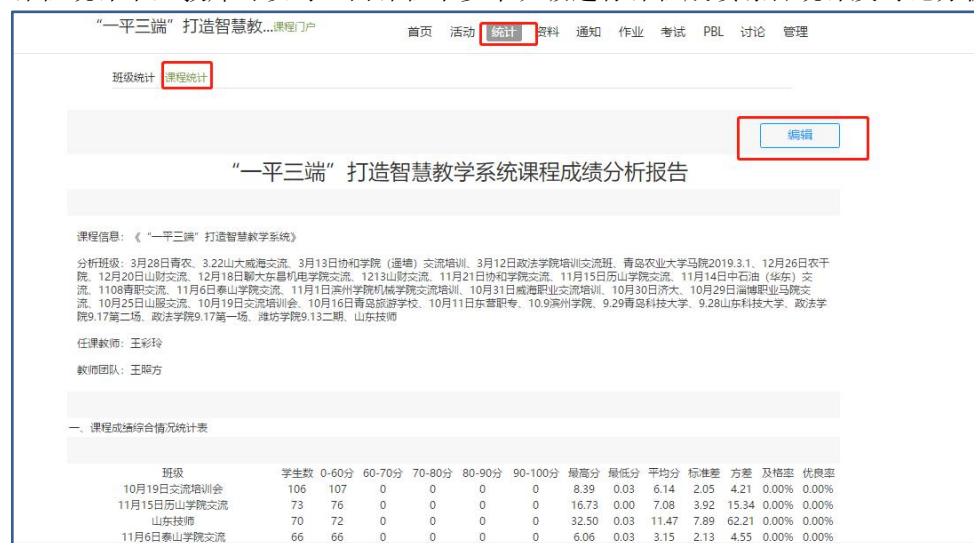 “一平三端”打造智慧教...课程门户
首页 活动 统计 资料 通知 作业 考试 PBL 讨论 管理
班级统计 课程统计
编辑
“一平三端”打造智慧教学系统课程成绩分析报告
课程信息：《 “一平三端”打造智慧教学系统》
分析班级：3月28日青农、3.22山大威海交流、3月13日协和学院（遥墙）交流培训、3月12日政法学院培训交流班、青岛农业大学马院2019.3.1、12月26日农干
院、12月20日山财交流、12月18日聊大东昌机电学院交流、1213山财交流、11月21日协和学院交流、11月15日历山学院交流、11月14日中石油（华东）交
流、1108青职交流、11月6日泰山学院交流、11月1日滨州学院机械学院交流培训、10月31日威海职业交流培训、10月30日济大、10月29日淄博职业马院交
流、10月25日山服交流、10月19日交流培训会、10月16日青岛旅游学校、10月11日东营职专、10.9滨州学院、9.29青岛科技大学、9.28山东科技大学、政法学
院9.17第二场、政法学院9.17第一场、潍坊学院9.13二期、山东技师
任课教师：王彩玲
教师团队：王照方
一、课程成绩综合情况统计表
班级 学生数 0-60分 60-70分 70-80分 80-90分 90-100分 最高分 最低分 平均分 标准差 方差 及格率 优良率
10月19日交流培训会 106 107 0 0 0 0 8.39 0.03 6.14 2.05 4.21 0.00% 0.00%
11月15日历山学院交流 73 76 0 0 0 0 16.73 0.00 7.08 3.92 15.34 0.00% 0.00%
山东技师 70 72 0 0 0 0 32.50 0.03 11.47 7.89 62.21 0.00% 0.00%
11月6日泰山学院交流 66 66 0 0 0 0 6.06 0.03 3.15 2.13 4.55 0.00% 0.00%